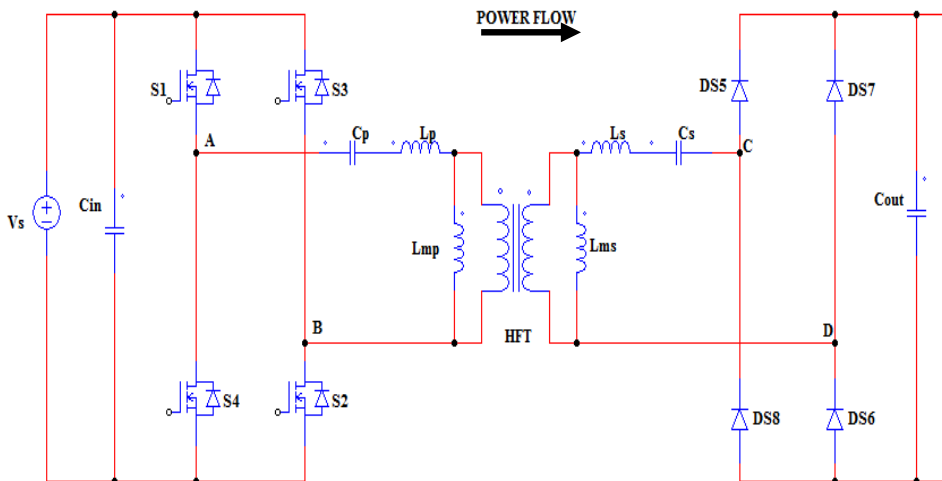 POWER FLOW
S1
S3
DS5
DS7
A
Cp
Lp
Ls
Cs
C
Vs
Cin
Lmp
Lms
Cout
B
HFT
D
S4
S2
DS8
DS6